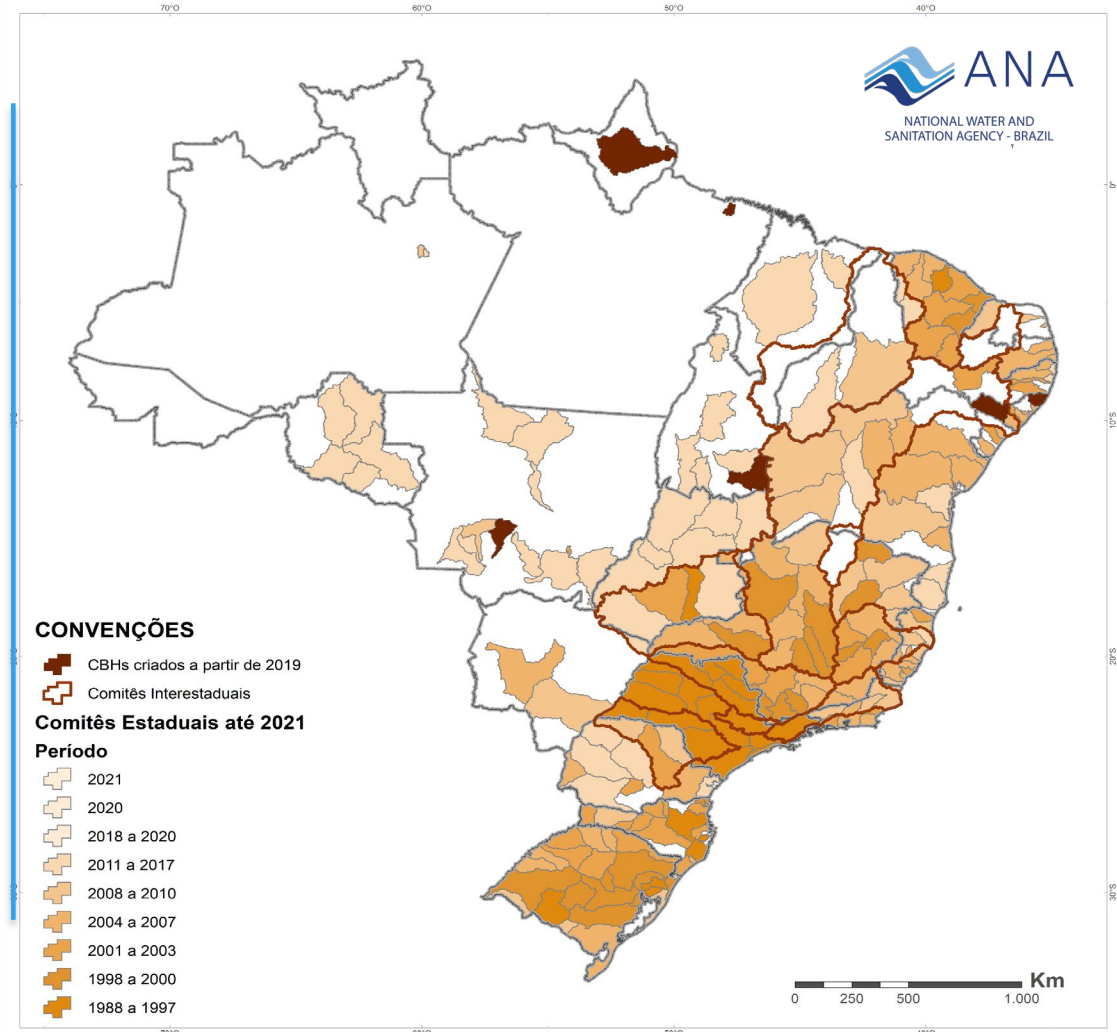 70°O 60°O 50°O 40°O
ANA
NATIONAL WATER AND
SANITATION AGENCY - BRAZIL
0°
10°S
20°S
30°S
CONVENÇÕES
CBHs criados a partir de 2019
Comitês Interestaduais
Comitês Estaduais até 2021
Período
2021
2020
2018 a 2020
2011 a 2017
2008 a 2010
2004 a 2007
2001 a 2003
1998 a 2000
1988 a 1997
Km
0 250 500 1.000